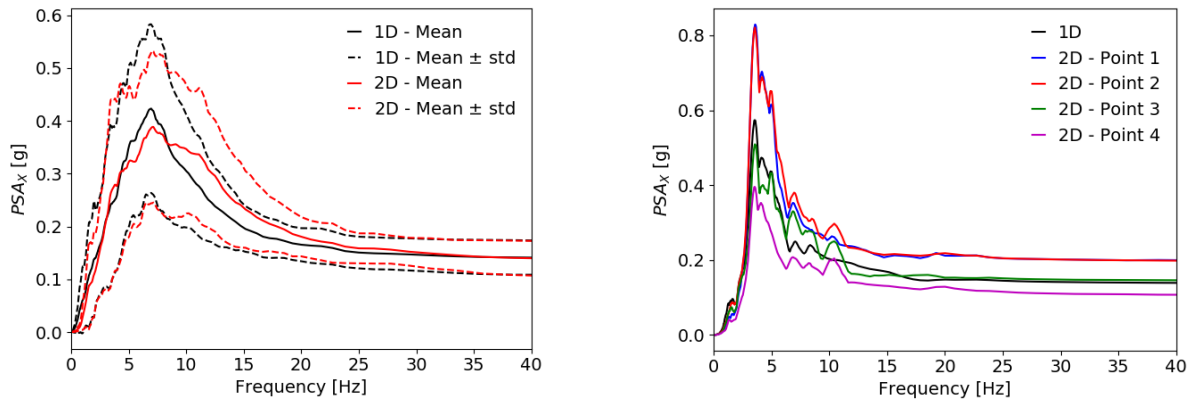 0.6
0.5
0.4
0.3
0.2
0.1
0.0
PSA_X [g]
0 5 10 15 20 25 30 35 40
Frequency [Hz]
1D - Mean
1D - Mean ± std
2D - Mean
2D - Mean ± std
0.8
0.6
0.4
0.2
0.0
PSA_X [g]
0 5 10 15 20 25 30 35 40
Frequency [Hz]
1D
2D - Point 1
2D - Point 2
2D - Point 3
2D - Point 4